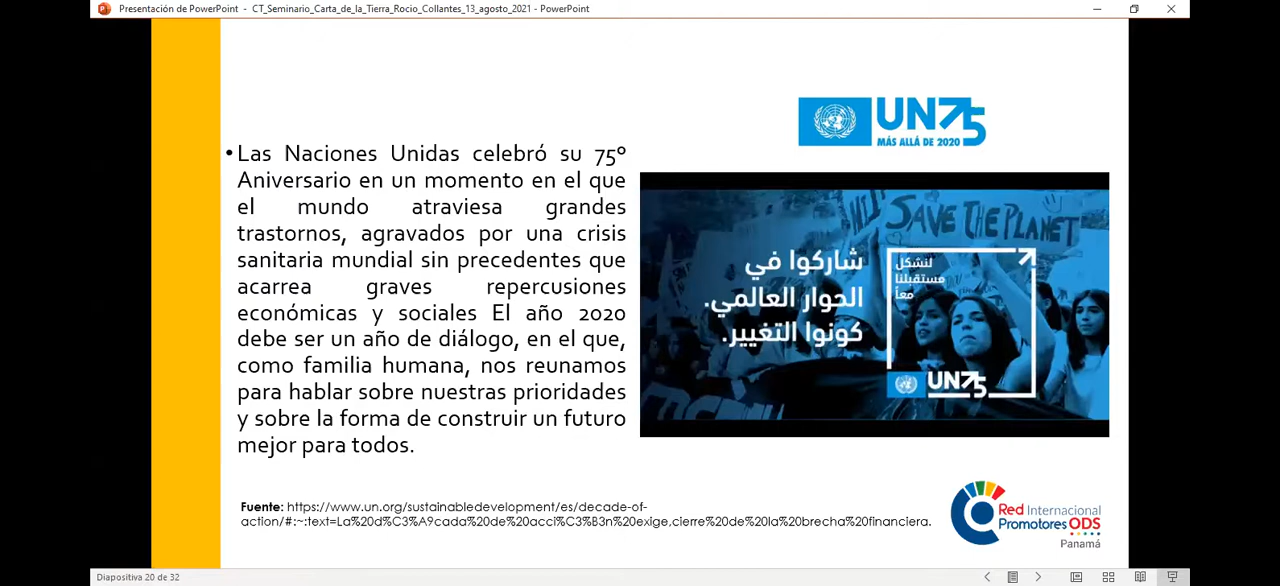 Presentación de PowerPoint - CT_Seminario_Carta_de_la_Tierra_Rocio_Collantes_13_agosto_2021 - PowerPoint
UN75
MÁS ALLÁ DE 2020
• Las Naciones Unidas celebró su 75º
Aniversario en un momento en el que
el mundo atraviesa grandes
trastornos, agravados por una crisis
sanitaria mundial sin precedentes que
acarrea graves repercusiones
económicas y sociales El año 2020
debe ser un año de diálogo, en el que,
como familia humana, nos reunamos
para hablar sobre nuestras prioridades
y sobre la forma de construir un futuro
mejor para todos.
SAVE THE PLANET
شاركوا في
الحوار العالمي.
كونوا التغيير.
لنشكل
مستقبلنا
معاً
UN75
Fuente: https://www.un.org/sustainabledevelopment/es/decade-of-
action/#:~:text=La%20d%C3%A9cada%20de%20acci%C3%B3n%20exige,cierre%20de%20la%20brecha%20financiera.
Red Internacional
Promotores ODS
Panamá
Diapositiva 20 de 32